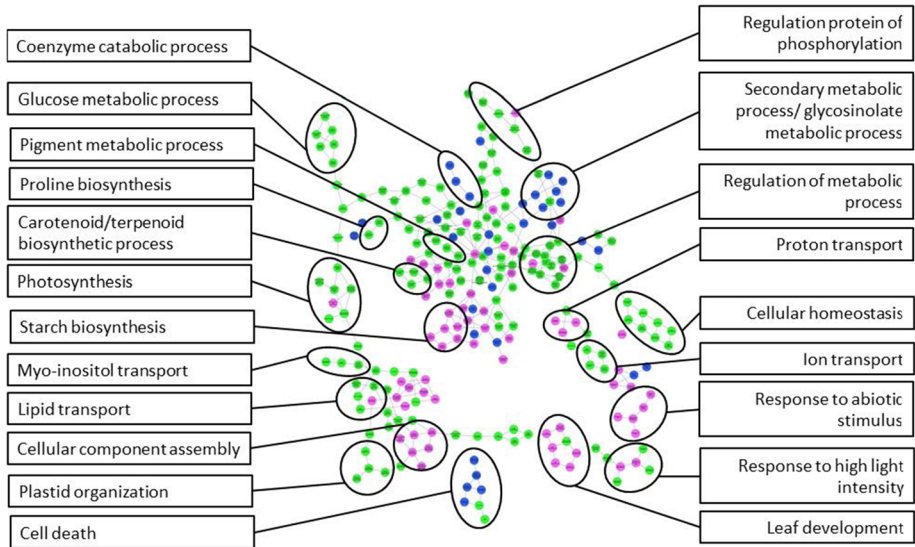 Coenzyme catabolic process
Glucose metabolic process
Pigment metabolic process
Proline biosynthesis
Carotenoid/terpenoid
biosynthetic process
Photosynthesis
Starch biosynthesis
Myo-inositol transport
Lipid transport
Cellular component assembly
Plastid organization
Cell death
Regulation protein of
phosphorylation
Secondary metabolic
process/ glycosinolate
metabolic process
Regulation of metabolic
process
Proton transport
Cellular homeostasis
Ion transport
Response to abiotic
stimulus
Response to high light
intensity
Leaf development